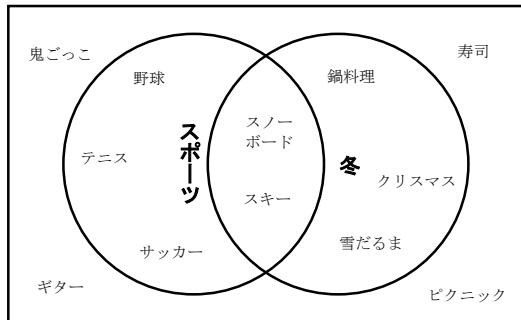 鬼ごっこ
寿司
野球
鍋料理
スノー
ボード
スポーツ
テニス
冬
クリスマス
スキー
サッカー
雪だるま
ギター
ピクニック